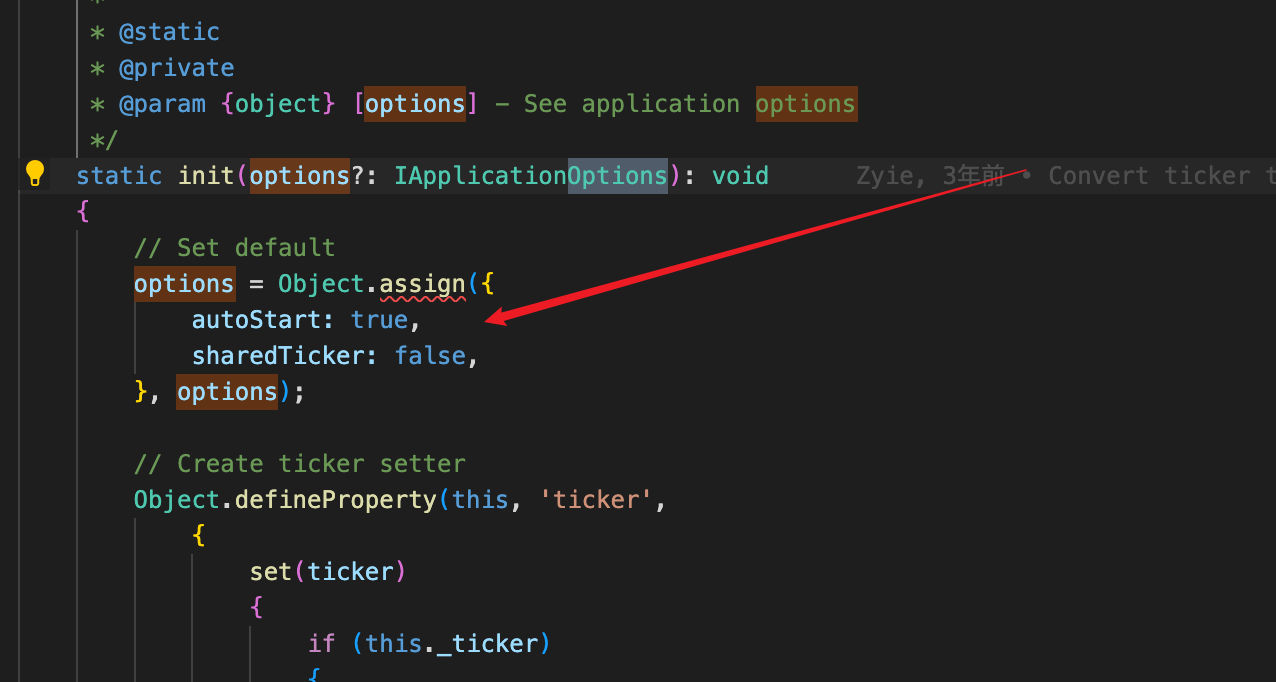 *
* @static
* @private
* @param {object} [options] - See application options
*/
static init(options?: IApplicationOptions): void Zyie, 3年前 • Convert ticker t
{
// Set default
options = Object.assign({
autoStart: true,
sharedTicker: false,
}, options);
// Create ticker setter
Object.defineProperty(this, 'ticker',
{
set(ticker)
{
if (this._ticker)
{